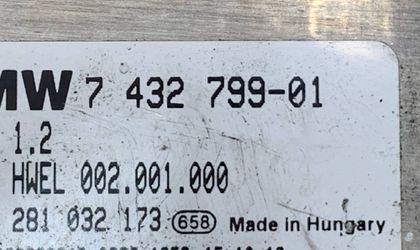 MW 7 432 799-01
1.2
HWEL 002.001.000
281 032 173 658 Made in Hungary